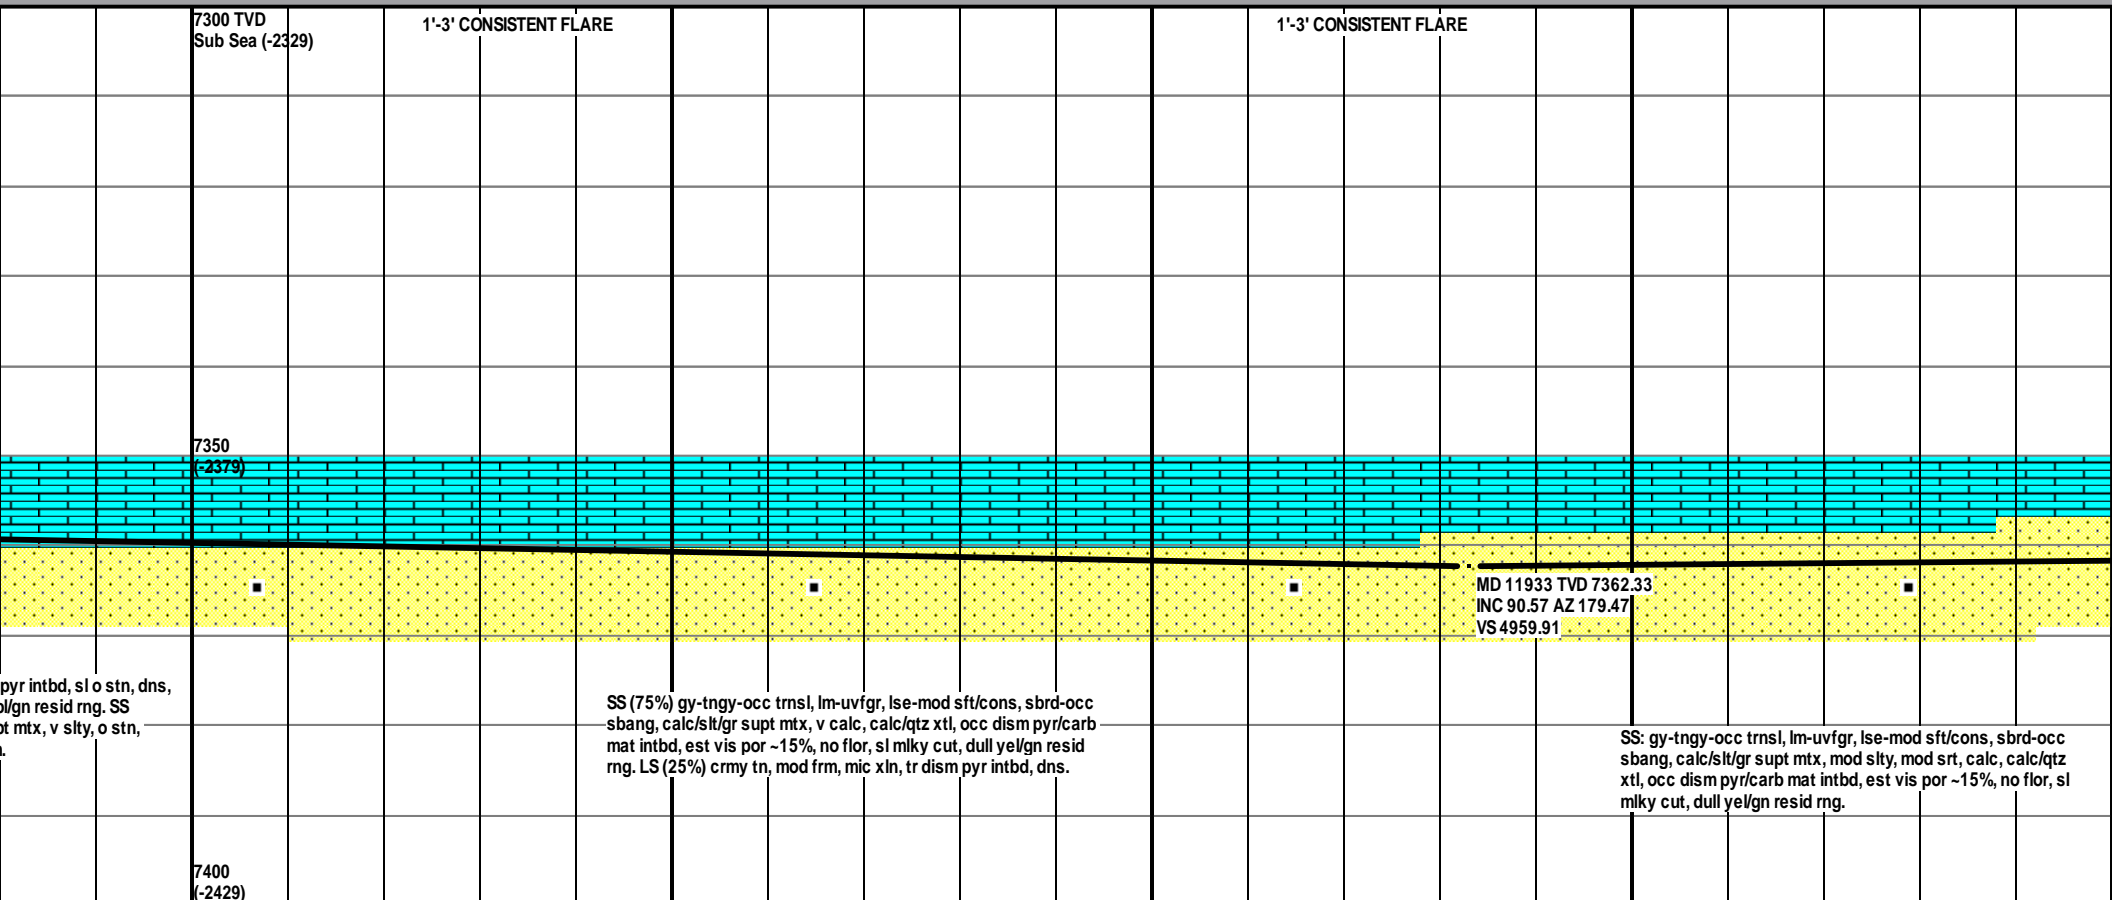 7300 TVD
Sub Sea (-2329)
1'-3' CONSISTENT FLARE
1'-3' CONSISTENT FLARE
7350
(-2379)
MD 11933 TVD 7362.33
INC 90.57 AZ 179.47
VS 4959.91
pyr intbd, sl o stn, dns,
/gn resid rng. SS
mtx, v slty, o stn,
SS (75%) gy-tngy-occ trnsl, lm-uvfgr, lse-mod sft/cons, sbrd-occ
sbang, calc/slt/gr supt mtx, v calc, calc/qtz xtl, occ dism pyr/carb
mat intbd, est vis por ~15%, no flor, sl mlky cut, dull yel/gn resid
rng. LS (25%) crmy tn, mod frm, mic xln, tr dism pyr intbd, dns.
SS: gy-tngy-occ trnsl, lm-uvfgr, lse-mod sft/cons, sbrd-occ
sbang, calc/slt/gr supt mtx, mod slty, mod srt, calc, calc/qtz
xtl, occ dism pyr/carb mat intbd, est vis por ~15%, no flor, sl
mlky cut, dull yel/gn resid rng.
7400
(-2429)